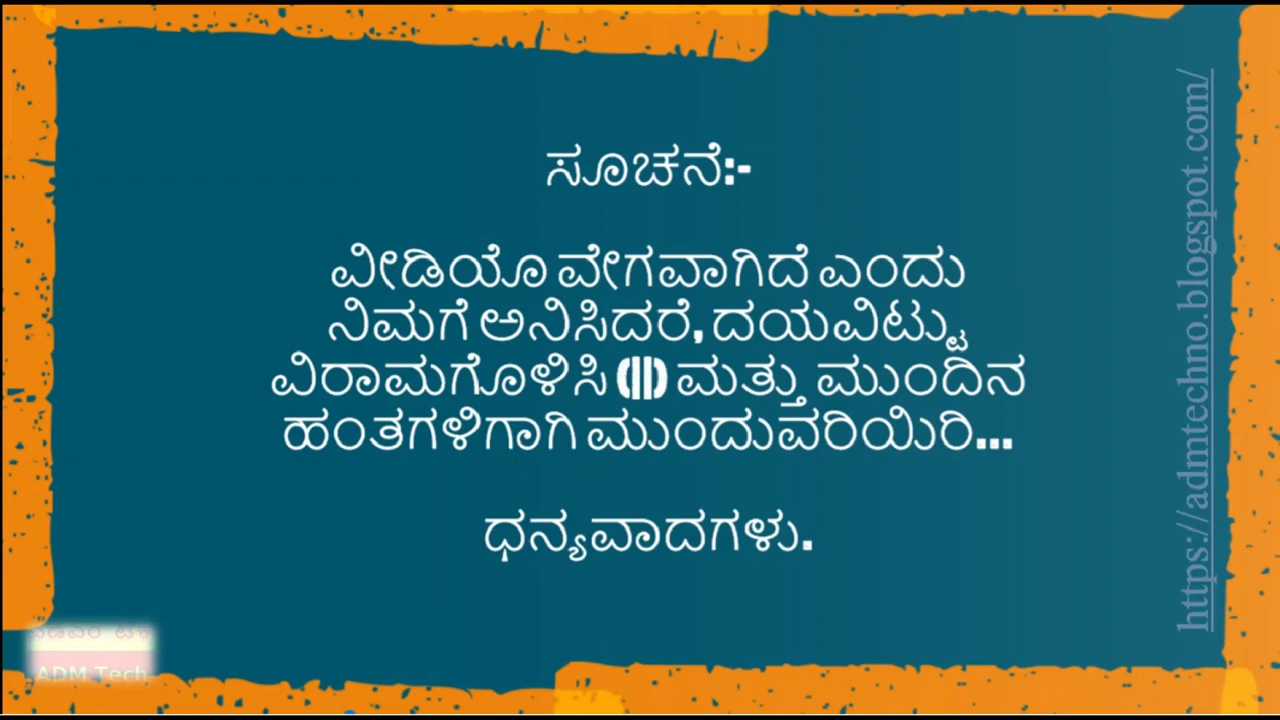 ಸೂಚನೆ:-
ವೀಡಿಯೊ ವೇಗವಾಗಿದೆ ಎಂದು
ನಿಮಗೆ ಅನಿಸಿದರೆ, ದಯವಿಟ್ಟು
ವಿರಾಮಗೊಳಿಸಿ (||) ಮತ್ತು ಮುಂದಿನ
ಹಂತಗಳಿಗಾಗಿ ಮುಂದುವರಿಯಿರಿ...
ಧನ್ಯವಾದಗಳು.
https://admtechno.blogspot.com/
ADM Tech